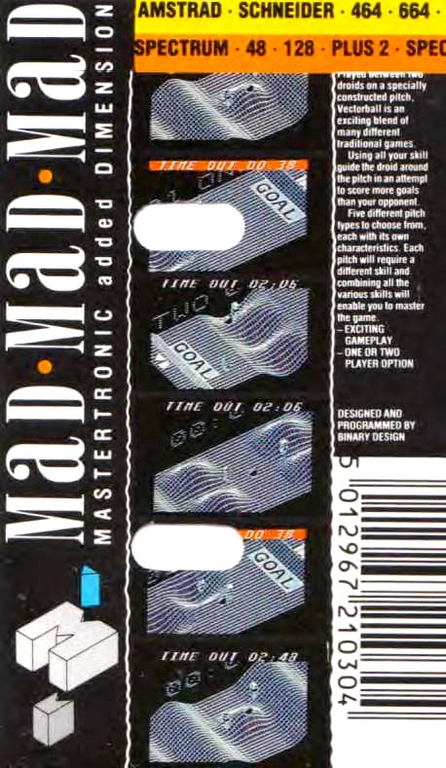 AMSTRAD · SCHNEIDER · 464 · 664 ·
SPECTRUM · 48 · 128 · PLUS 2 · SPEC
MAD·MAD·MAD
MASTERTRONIC added DIMENSION
TIME OUT 00:38
GOAL
TIME OUT 02:06
TWO
GOAL
TIME OUT 02:06
00:38
GOAL
TIME OUT 02:48
Played between two
droids on a specially
constructed pitch,
Vectorball is an
exciting blend of
many different
traditional games.
Using all your skill
guide the droid around
the pitch in an attempt
to score more goals
than your opponent.
Five different pitch
types to choose from,
each with its own
characteristics. Each
pitch will require a
different skill and
combining all the
various skills will
enable you to master
the game.
– EXCITING
GAMEPLAY
– ONE OR TWO
PLAYER OPTION
DESIGNED AND
PROGRAMMED BY
BINARY DESIGN
5 012967 210304